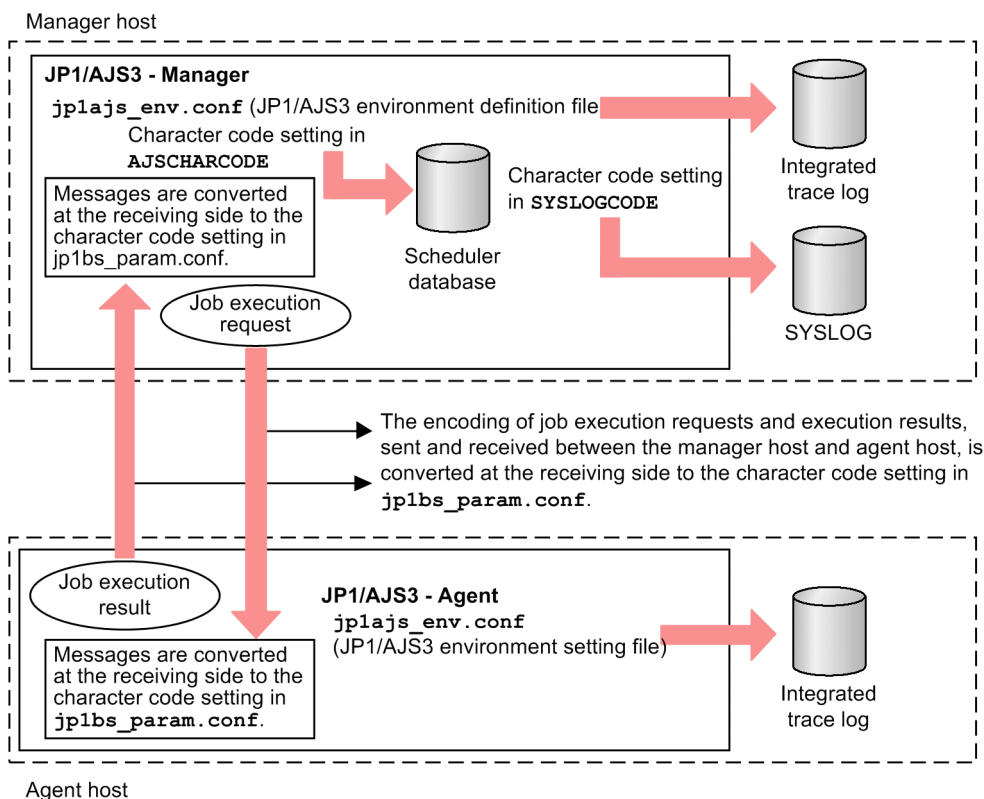 Manager host
JP1/AJS3 - Manager
jp1ajs_env.conf (JP1/AJS3 environment definition file
Character code setting in
AJSCHARCODE
Messages are converted
at the receiving side to the
character code setting in
jp1bs_param.conf.
Scheduler
database
Character code setting
in SYSLOGCODE
Integrated
trace log
SYSLOG
Job execution
request
The encoding of job execution requests and execution results,
sent and received between the manager host and agent host, is
converted at the receiving side to the character code setting in
jp1bs_param.conf.
Job execution
result
JP1/AJS3 - Agent
jp1ajs_env.conf
(JP1/AJS3 environment setting file)
Messages are converted
at the receiving side to the
character code setting in
jp1bs_param.conf.
Integrated
trace log
Agent host